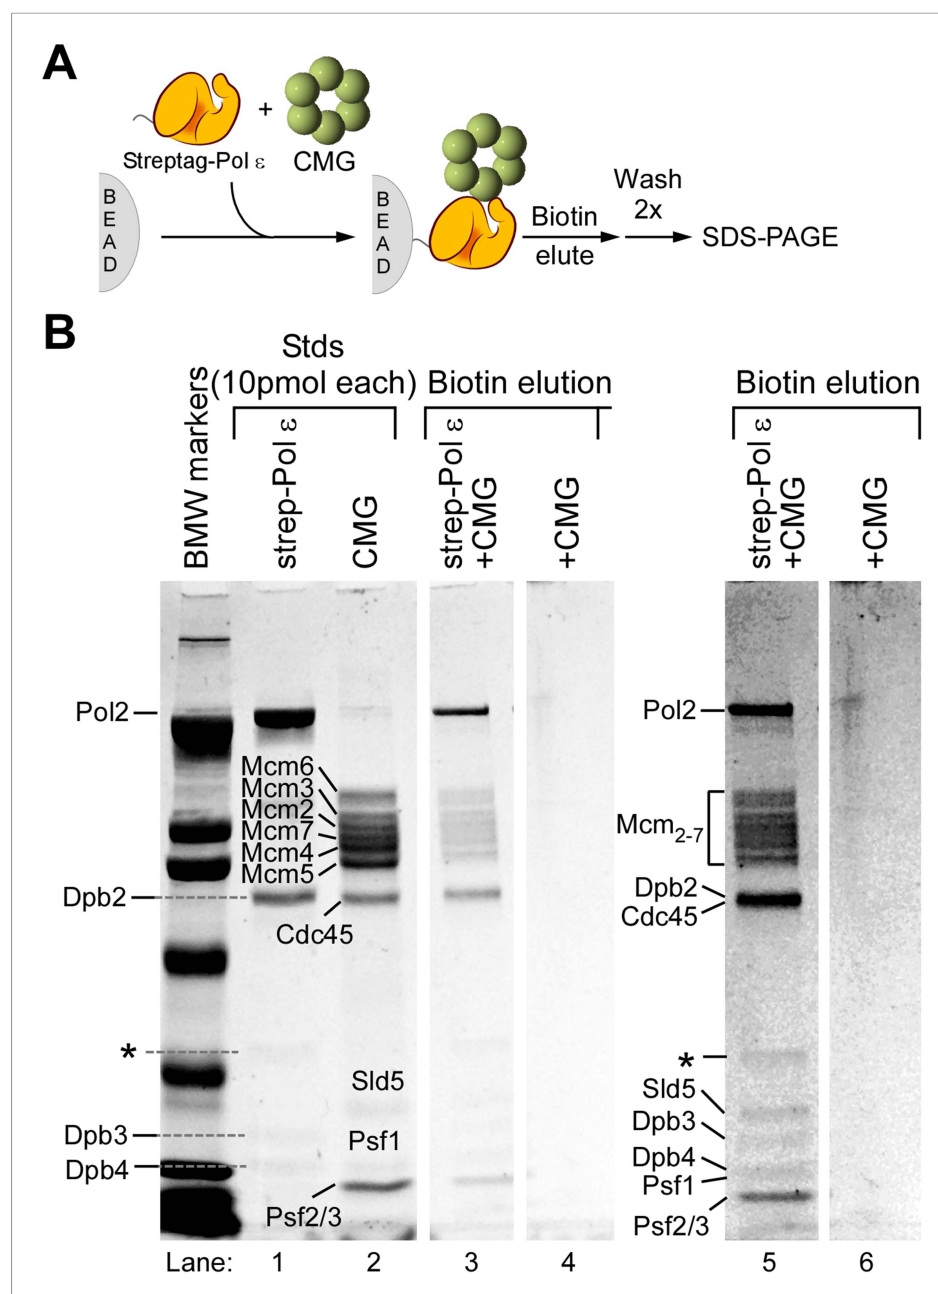 A
Streptag-Pol ε
+
CMG
BEAD
BEAD
Biotin
elute
Wash
2x
SDS-PAGE
B
Stds
(10pmol each)
Biotin elution
Biotin elution
BMW markers
strep-Pol ε
CMG
strep-Pol ε
+CMG
+CMG
strep-Pol ε
+CMG
+CMG
Pol2
Mcm6
Mcm3
Mcm2
Mcm7
Mcm4
Mcm5
Dpb2
Cdc45
*
Sld5
Dpb3
Psf1
Dpb4
Psf2/3
Pol2
Mcm2-7
Dpb2
Cdc45
*
Sld5
Dpb3
Dpb4
Psf1
Psf2/3
Lane: 1 2 3 4 5 6